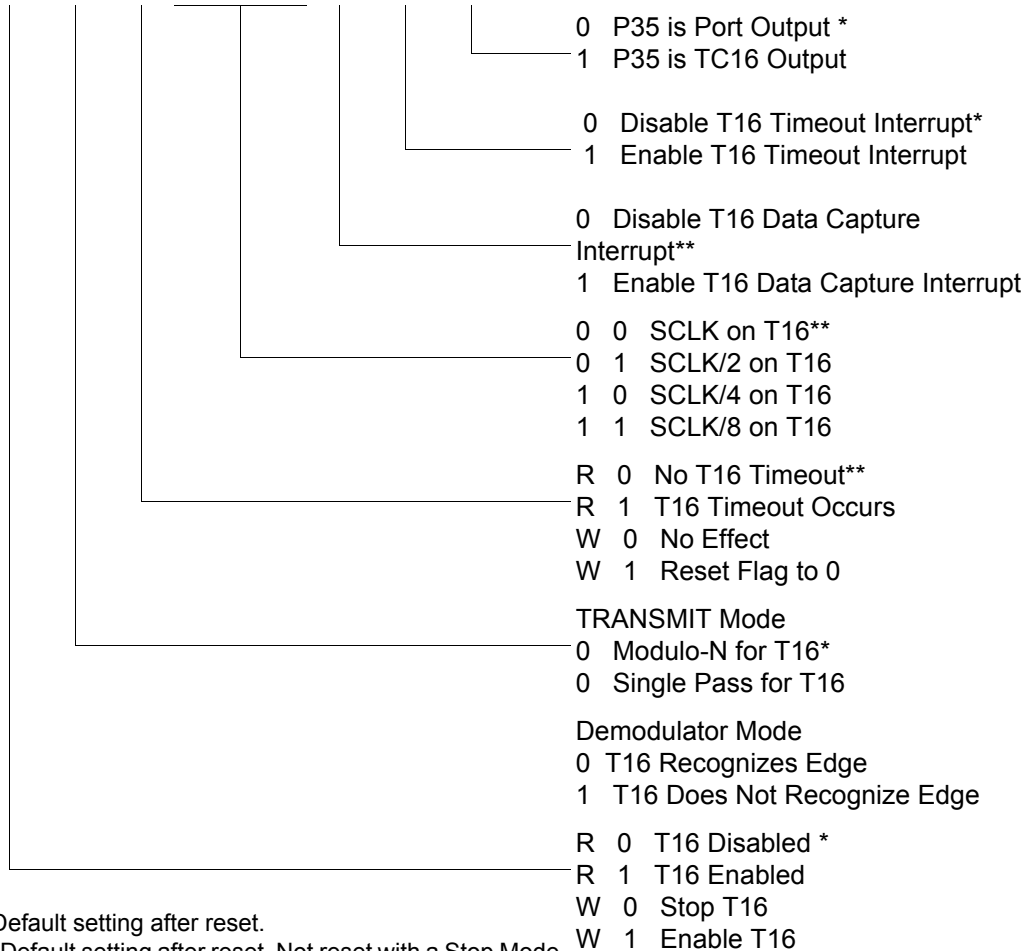 0 P35 is Port Output *
1 P35 is TC16 Output
0 Disable T16 Timeout Interrupt*
1 Enable T16 Timeout Interrupt
0 Disable T16 Data Capture
Interrupt**
1 Enable T16 Data Capture Interrupt
0 0 SCLK on T16**
0 1 SCLK/2 on T16
1 0 SCLK/4 on T16
1 1 SCLK/8 on T16
R 0 No T16 Timeout**
R 1 T16 Timeout Occurs
W 0 No Effect
W 1 Reset Flag to 0
TRANSMIT Mode
0 Modulo-N for T16*
0 Single Pass for T16
Demodulator Mode
0 T16 Recognizes Edge
1 T16 Does Not Recognize Edge
R 0 T16 Disabled *
R 1 T16 Enabled
W 0 Stop T16
W 1 Enable T16
Default setting after reset.
Default setting after reset. Not reset with a Stop Mode